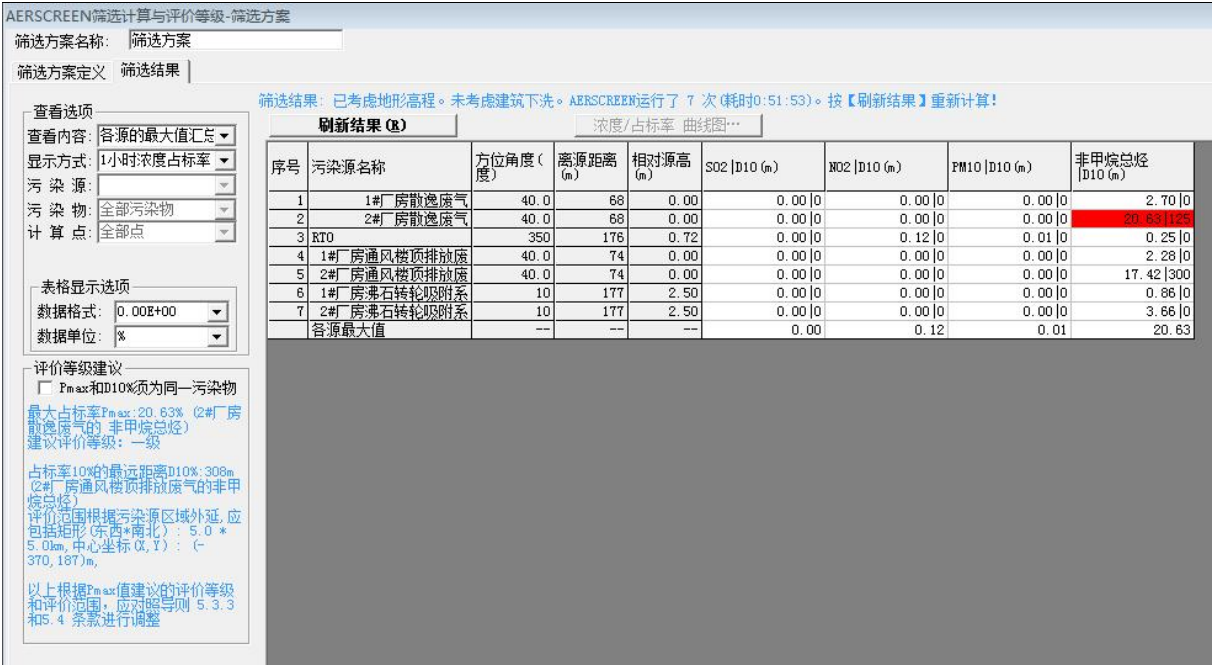 AERSCREEN筛选计算与评价等级-筛选方案
筛选方案名称: 筛选方案
筛选方案定义 筛选结果
筛选结果: 已考虑地形高程。未考虑建筑下洗。AERSCREEN运行了 7 次(耗时0:51:53)。按【刷新结果】重新计算!
查看选项
查看内容: 各源的最大值汇总
显示方式: 1小时浓度占标率
污 染 源:
污 染 物: 全部污染物
计 算 点: 全部点
表格显示选项
数据格式: 0.00E+00
数据单位: %
评价等级建议
Pmax和D10%须为同一污染物
最大占标率Pmax:20.63% (2#厂房
散逸废气的 非甲烷总烃)
建议评价等级: 一级
占标率10%的最远距离D10%:308m
(2#厂房通风楼顶排放废气的非甲
烷总烃)
评价范围根据污染源区域外延,应
包括矩形(东西*南北): 5.0 *
5.0km,中心坐标(X,Y): (-
370,187)m,
以上根据Pmax值建议的评价等级
和评价范围,应对照导则 5.3.3
和5.4 条款进行调整
刷新结果(R) 浓度/占标率 曲线图…
序号 污染源名称 方位角度(度) 离源距离(m) 相对源高(m) SO2|D10(m) NO2|D10(m) PM10|D10(m) 非甲烷总烃|D10(m)
1 1#厂房散逸废气 40.0 68 0.00 0.00|0 0.00|0 0.00|0 2.70|0
2 2#厂房散逸废气 40.0 68 0.00 0.00|0 0.00|0 0.00|0 20.63|125
3 RTO 350 176 0.72 0.00|0 0.12|0 0.01|0 0.25|0
4 1#厂房通风楼顶排放废 40.0 74 0.00 0.00|0 0.00|0 0.00|0 2.28|0
5 2#厂房通风楼顶排放废 40.0 74 0.00 0.00|0 0.00|0 0.00|0 17.42|300
6 1#厂房沸石转轮吸附系 10 177 2.50 0.00|0 0.00|0 0.00|0 0.86|0
7 2#厂房沸石转轮吸附系 10 177 2.50 0.00|0 0.00|0 0.00|0 3.66|0
各源最大值 -- -- -- 0.00 0.12 0.01 20.63